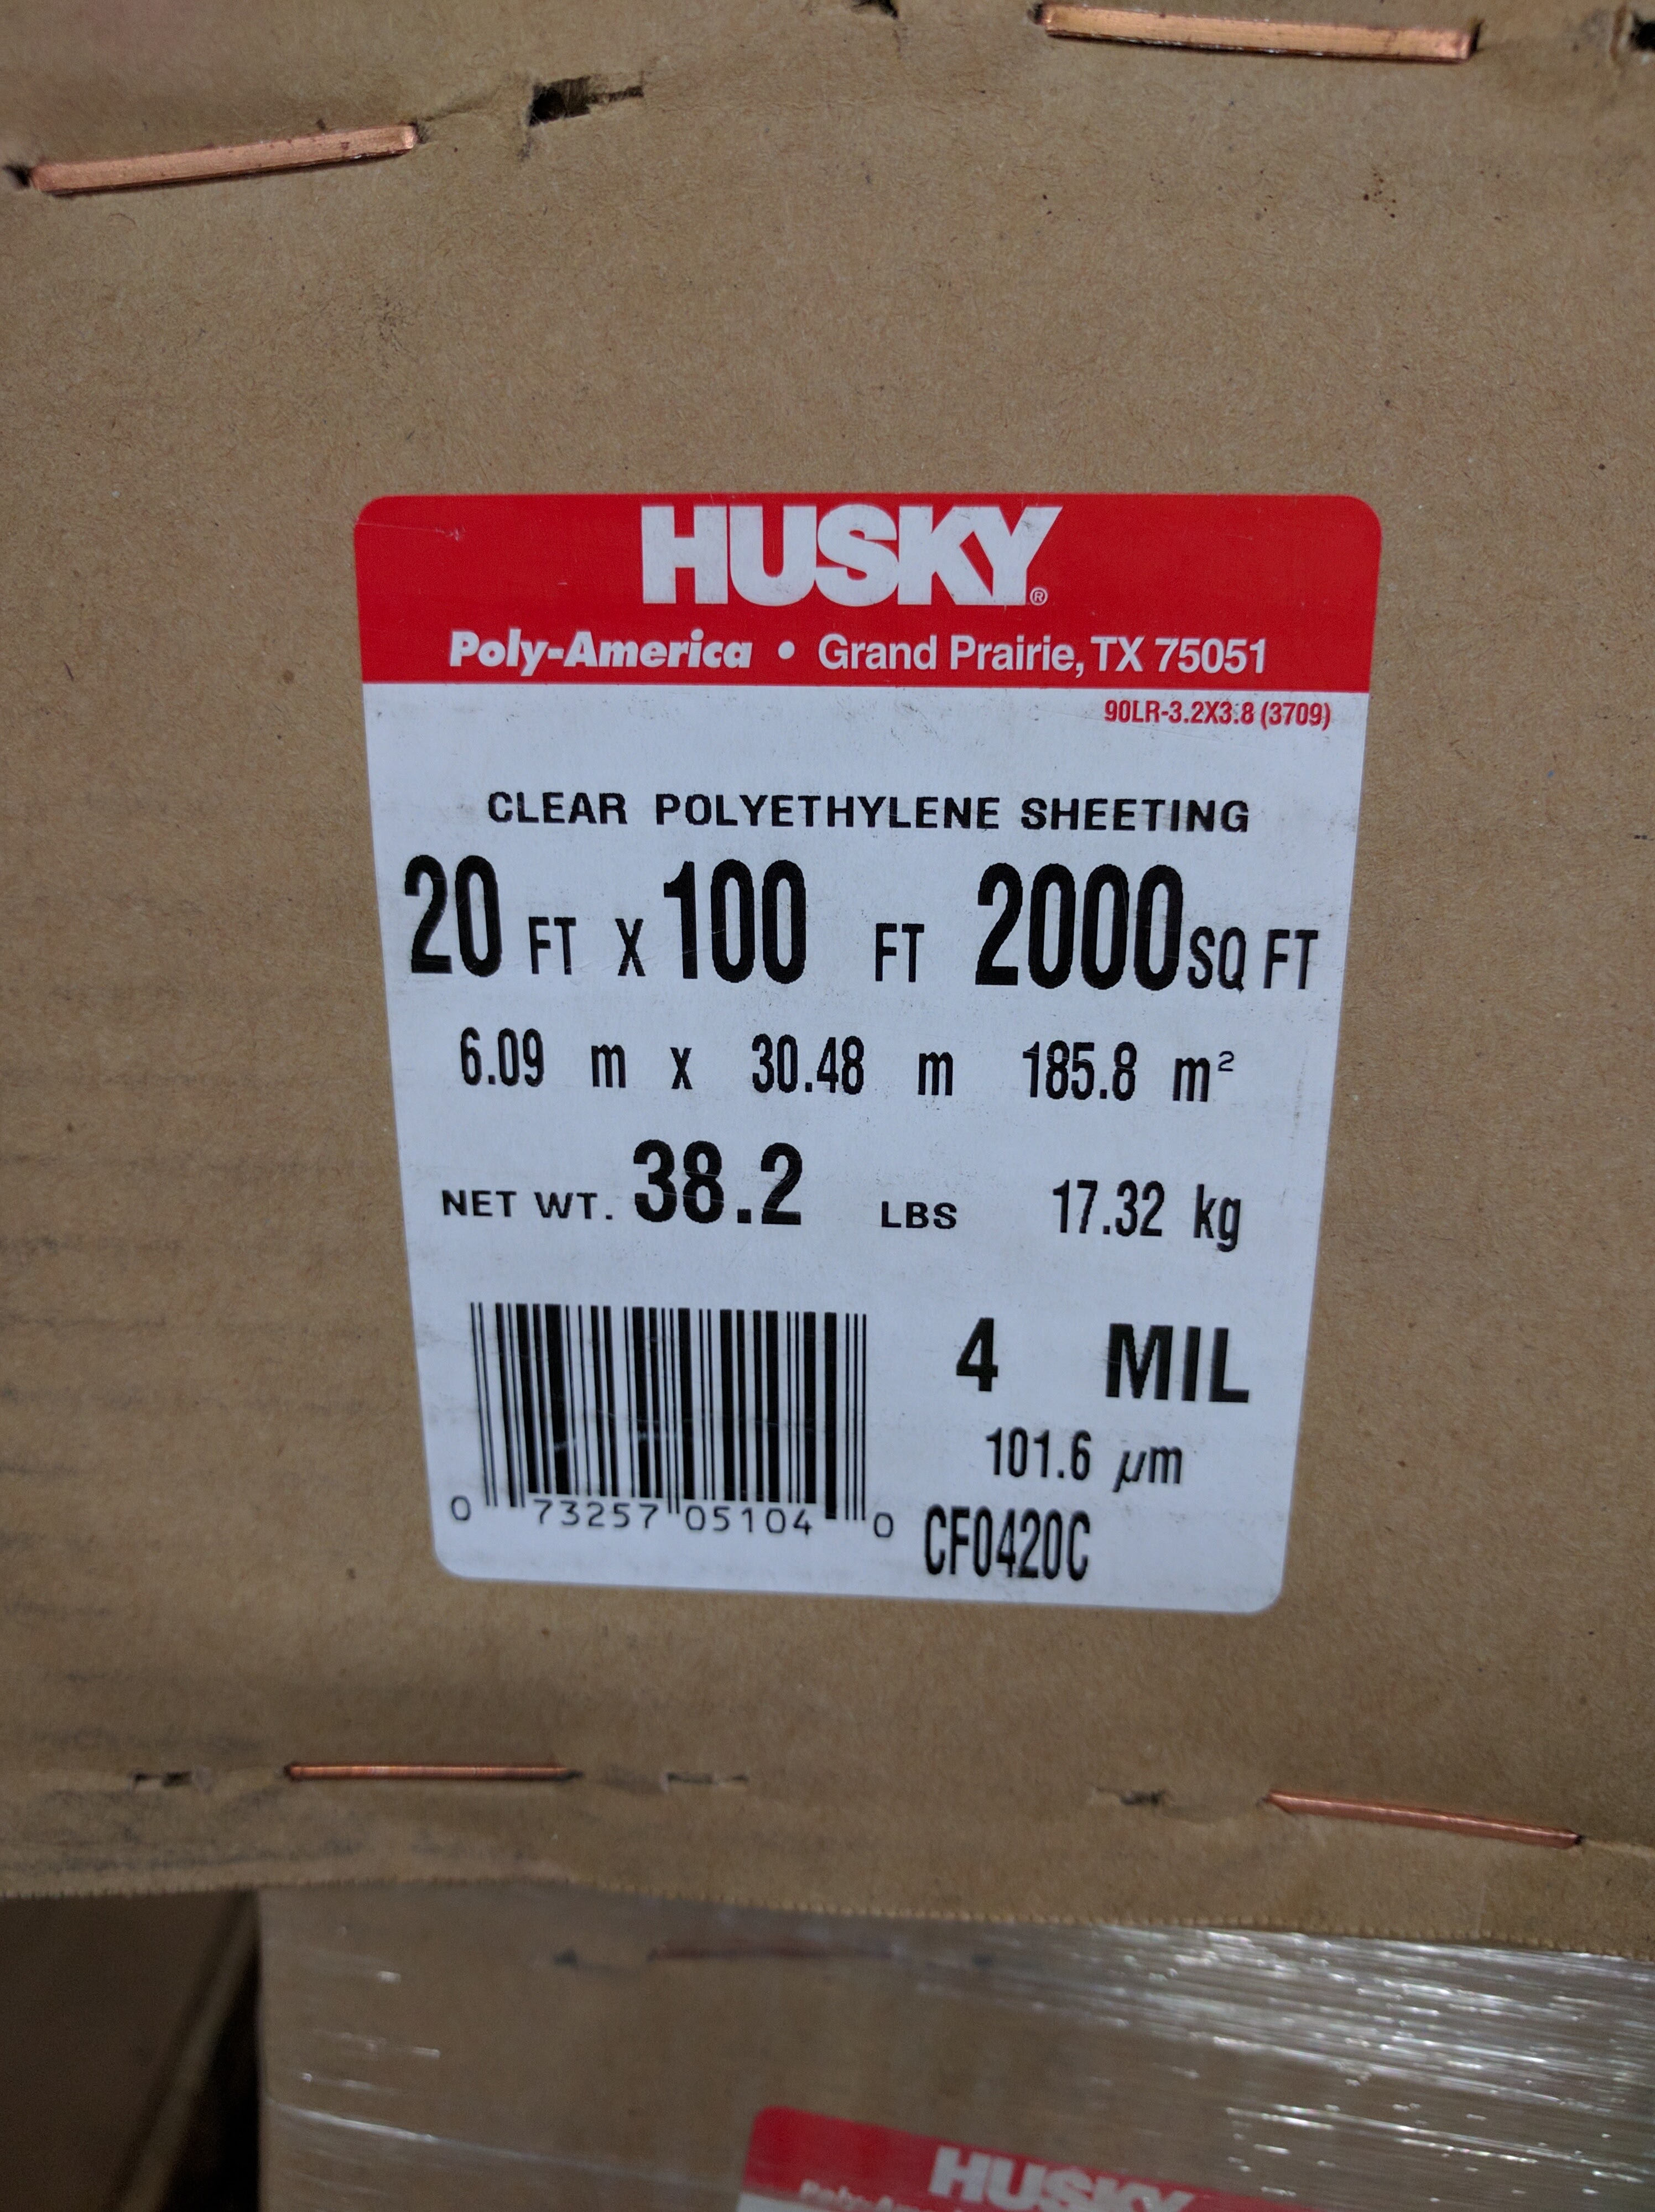 HUSKY®
Poly-America • Grand Prairie, TX 75051
90LR-3.2X3.8 (3709)
CLEAR POLYETHYLENE SHEETING
20 FT X 100 FT 2000 SQ FT
6.09 m x 30.48 m 185.8 m²
NET WT. 38.2 LBS 17.32 kg
4 MIL
101.6 µm
0 73257 05104 0 CF0420C
HUSKY